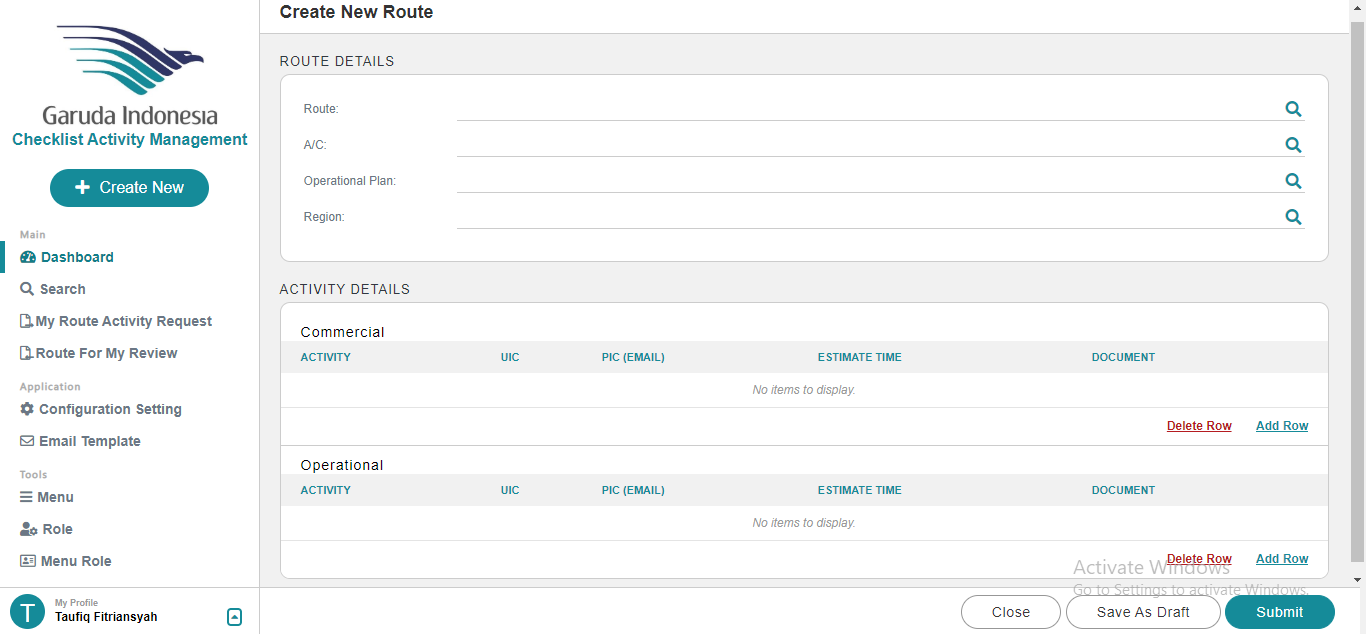 Garuda Indonesia
Checklist Activity Management
Create New
Main
Dashboard
Search
My Route Activity Request
Route For My Review
Application
Configuration Setting
Email Template
Tools
Menu
Role
Menu Role
T
My Profile
Taufiq Fitriansyah
Create New Route
ROUTE DETAILS
Route:
A/C:
Operational Plan:
Region:
ACTIVITY DETAILS
Commercial
ACTIVITY UIC PIC (EMAIL) ESTIMATE TIME DOCUMENT
No items to display.
Delete Row Add Row
Operational
ACTIVITY UIC PIC (EMAIL) ESTIMATE TIME DOCUMENT
No items to display.
Delete Row Add Row
Activate Windows
Go to Settings to activate Windows.
Close Save As Draft Submit